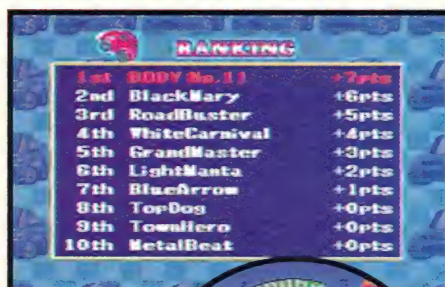 RANKING
1st BODY No.11 +7pts
2nd BlackMary +6pts
3rd RoadBuster +5pts
4th WhiteCarnival +4pts
5th GrandMaster +3pts
6th LightManta +2pts
7th BlueArrow +1pts
8th TopDog +0pts
9th TownHero +0pts
10th MetalBeat +0pts